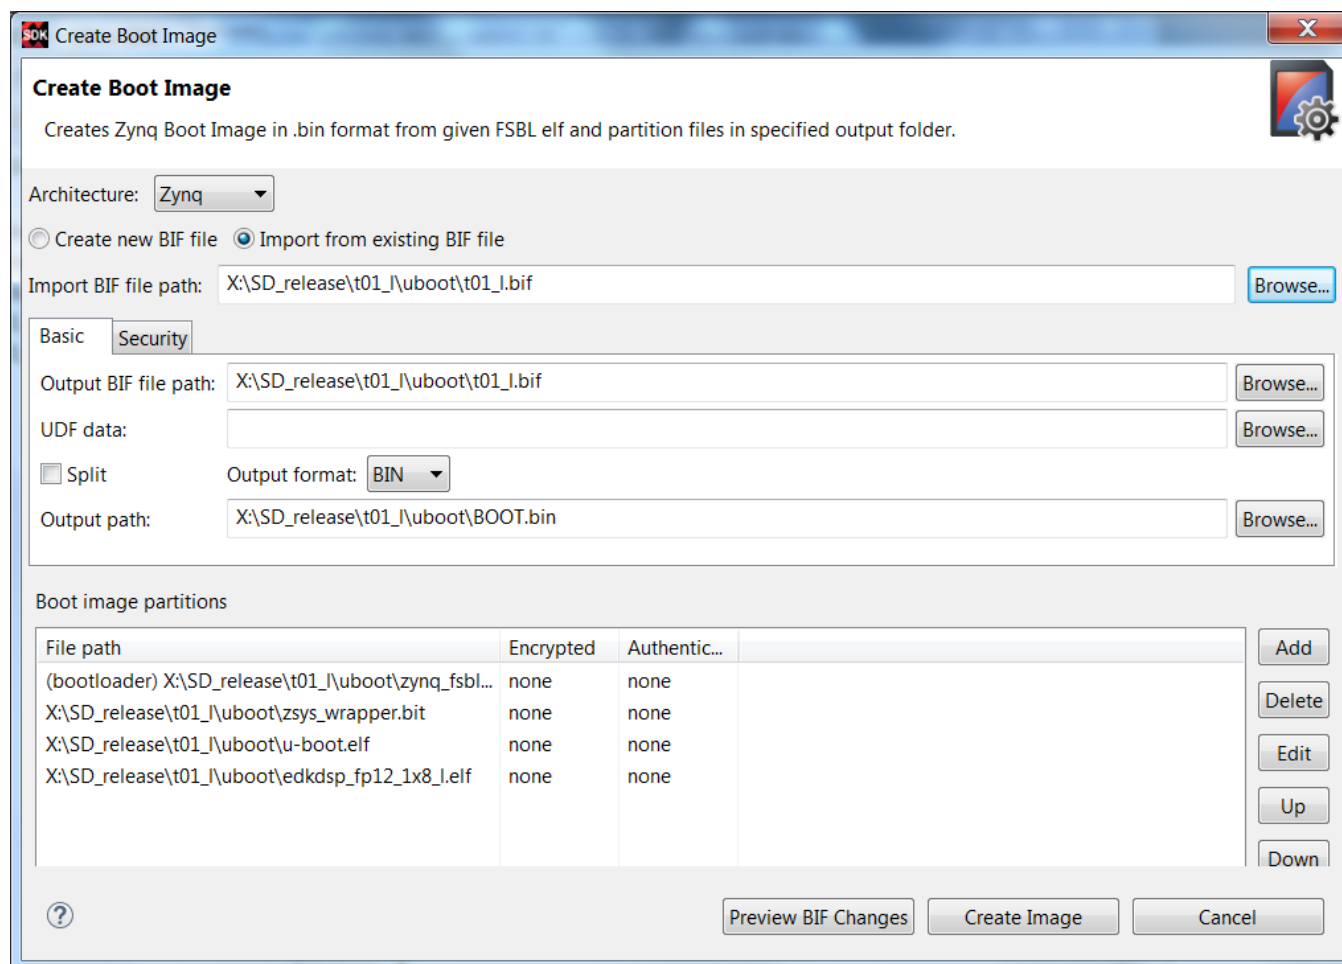 SDK Create Boot Image
Create Boot Image
Creates Zynq Boot Image in .bin format from given FSBL elf and partition files in specified output folder.
Architecture: Zynq
Create new BIF file Import from existing BIF file
Import BIF file path: X:\SD_release\t01_l\uboot\t01_l.bif Browse...
Basic Security
Output BIF file path: X:\SD_release\t01_l\uboot\t01_l.bif Browse...
UDF data: Browse...
Split Output format: BIN
Output path: X:\SD_release\t01_l\uboot\BOOT.bin Browse...
Boot image partitions
File path Encrypted Authentic...
(bootloader) X:\SD_release\t01_l\uboot\zynq_fsbl... none none
X:\SD_release\t01_l\uboot\zsys_wrapper.bit none none
X:\SD_release\t01_l\uboot\u-boot.elf none none
X:\SD_release\t01_l\uboot\edkdsp_fp12_1x8_l.elf none none
Add
Delete
Edit
Up
Down
? Preview BIF Changes Create Image Cancel